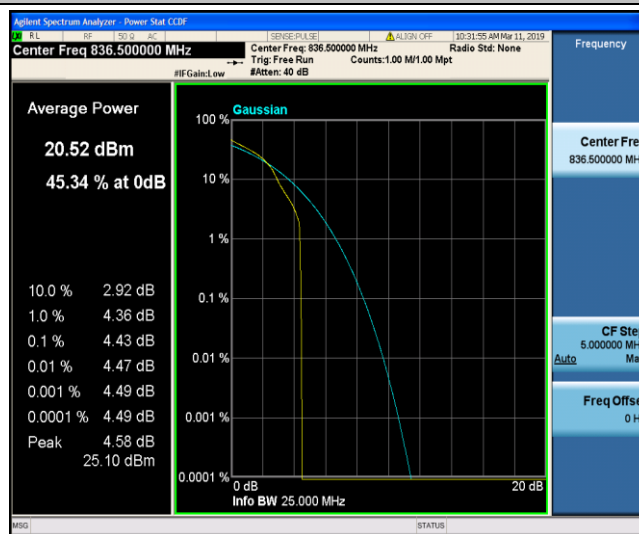 Agilent Spectrum Analyzer - Power Stat CCDF
RL RF 50 Ω AC SENSE:PULSE ALIGN OFF 10:31:55 AM Mar 11, 2019
Center Freq 836.500000 MHz
Center Freq: 836.500000 MHz Radio Std: None
Trig: Free Run Counts:1.00 M/1.00 Mpt
#IFGain:Low #Atten: 40 dB
Frequency
Average Power
20.52 dBm
45.34 % at 0dB
10.0 % 2.92 dB
1.0 % 4.36 dB
0.1 % 4.43 dB
0.01 % 4.47 dB
0.001 % 4.49 dB
0.0001 % 4.49 dB
Peak 4.58 dB
25.10 dBm
Gaussian
100 %
10 %
1 %
0.1 %
0.01 %
0.001 %
0.0001 %
0 dB 20 dB
Info BW 25.000 MHz
Center Fre
836.500000 MH
CF Ste
5.000000 MH
Auto Ma
Freq Offse
0 H
MSG STATUS